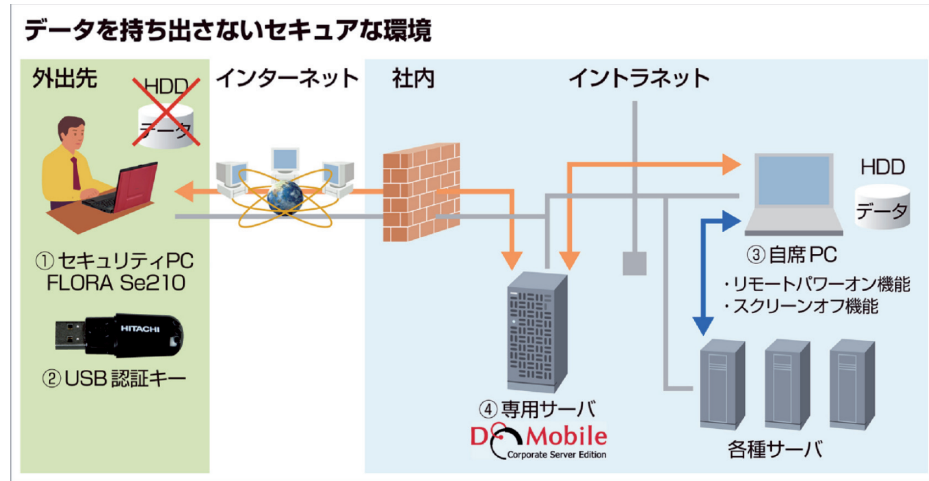 データを持ち出さないセキュアな環境
外出先
HDD
データ
インターネット
社内
イントラネット
HDD
データ
①セキュリティPC
FLORA Se210
HITACHI
②USB認証キー
③自席PC
・リモートパワーオン機能
・スクリーンオフ機能
④専用サーバ
DoMobile
Corporate Server Edition
各種サーバ